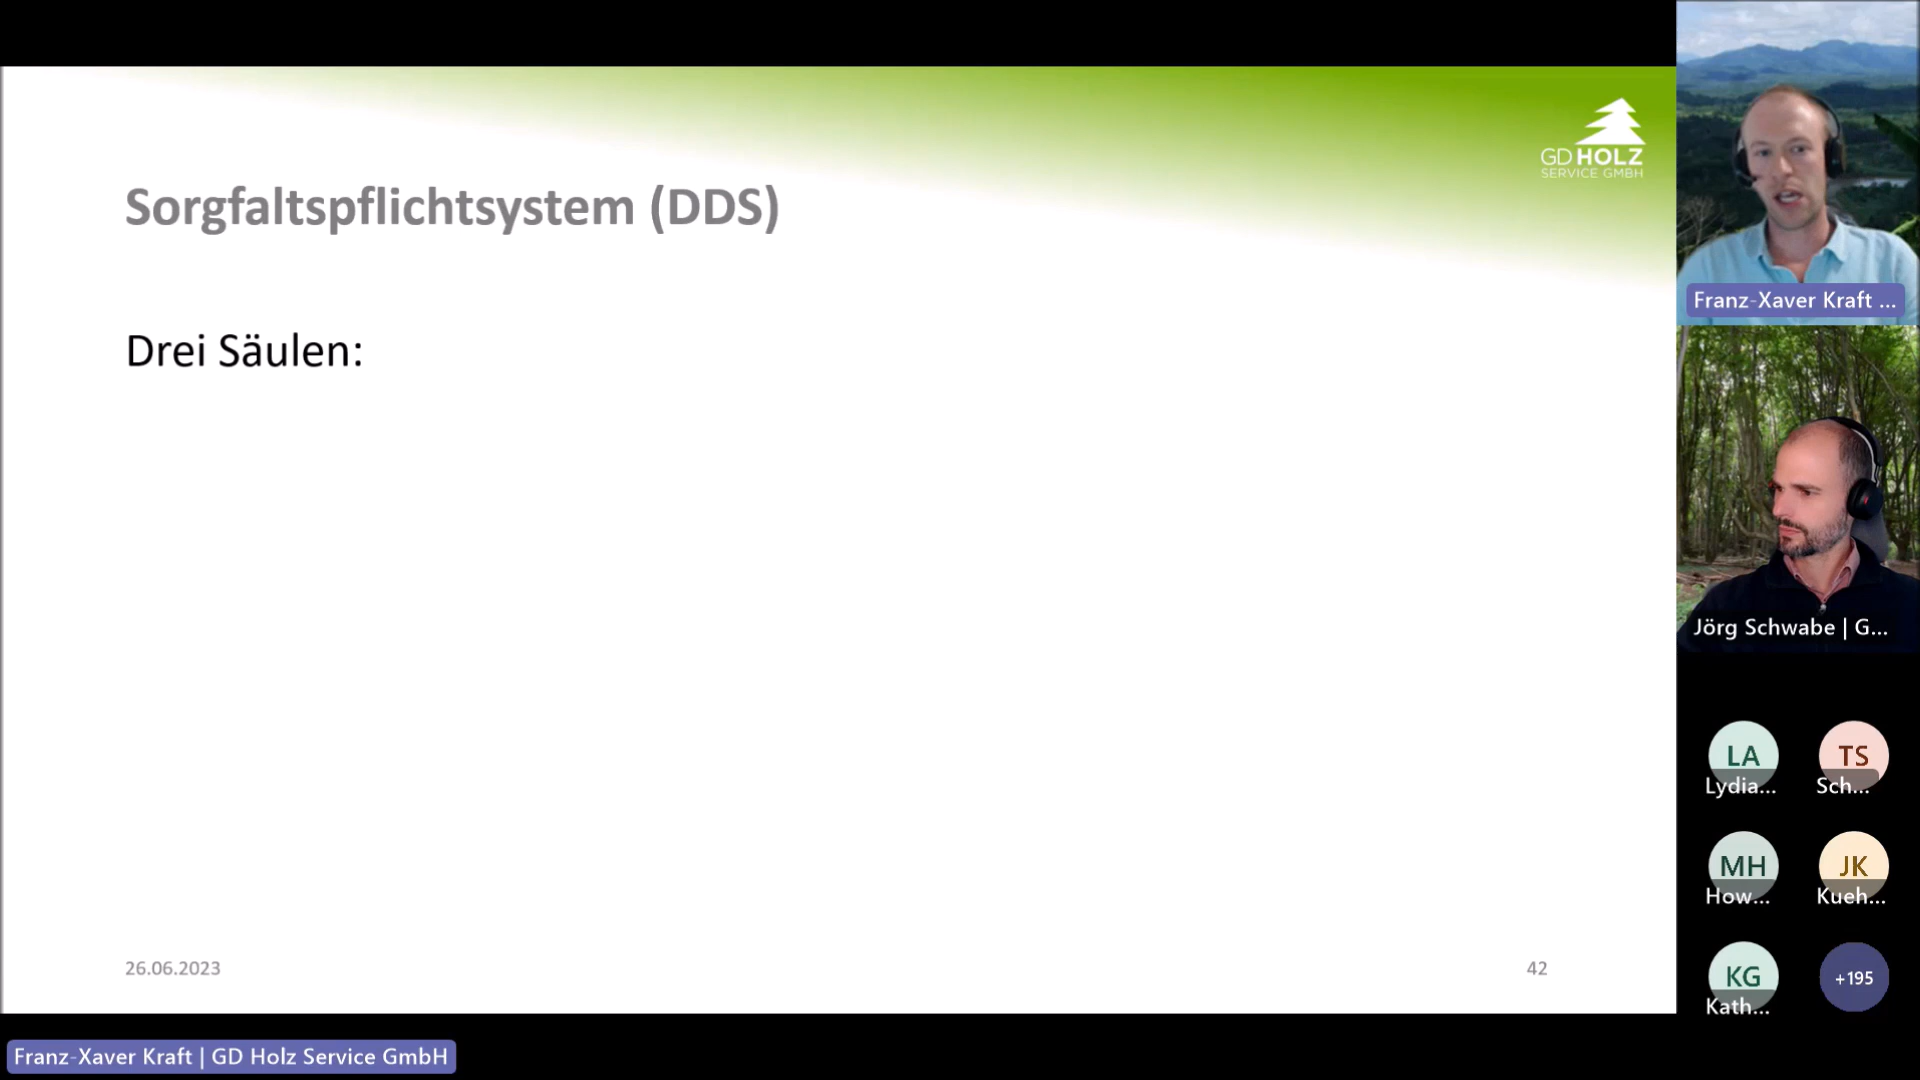 GD HOLZ
SERVICE GMBH
Sorgfaltspflichtsystem (DDS)
Drei Säulen:
26.06.2023
42
Franz-Xaver Kraft ...
Jörg Schwabe | G...
LA
Lydia...
TS
Sch...
MH
How...
JK
Kueh...
KG
Kath...
+195
Franz-Xaver Kraft | GD Holz Service GmbH